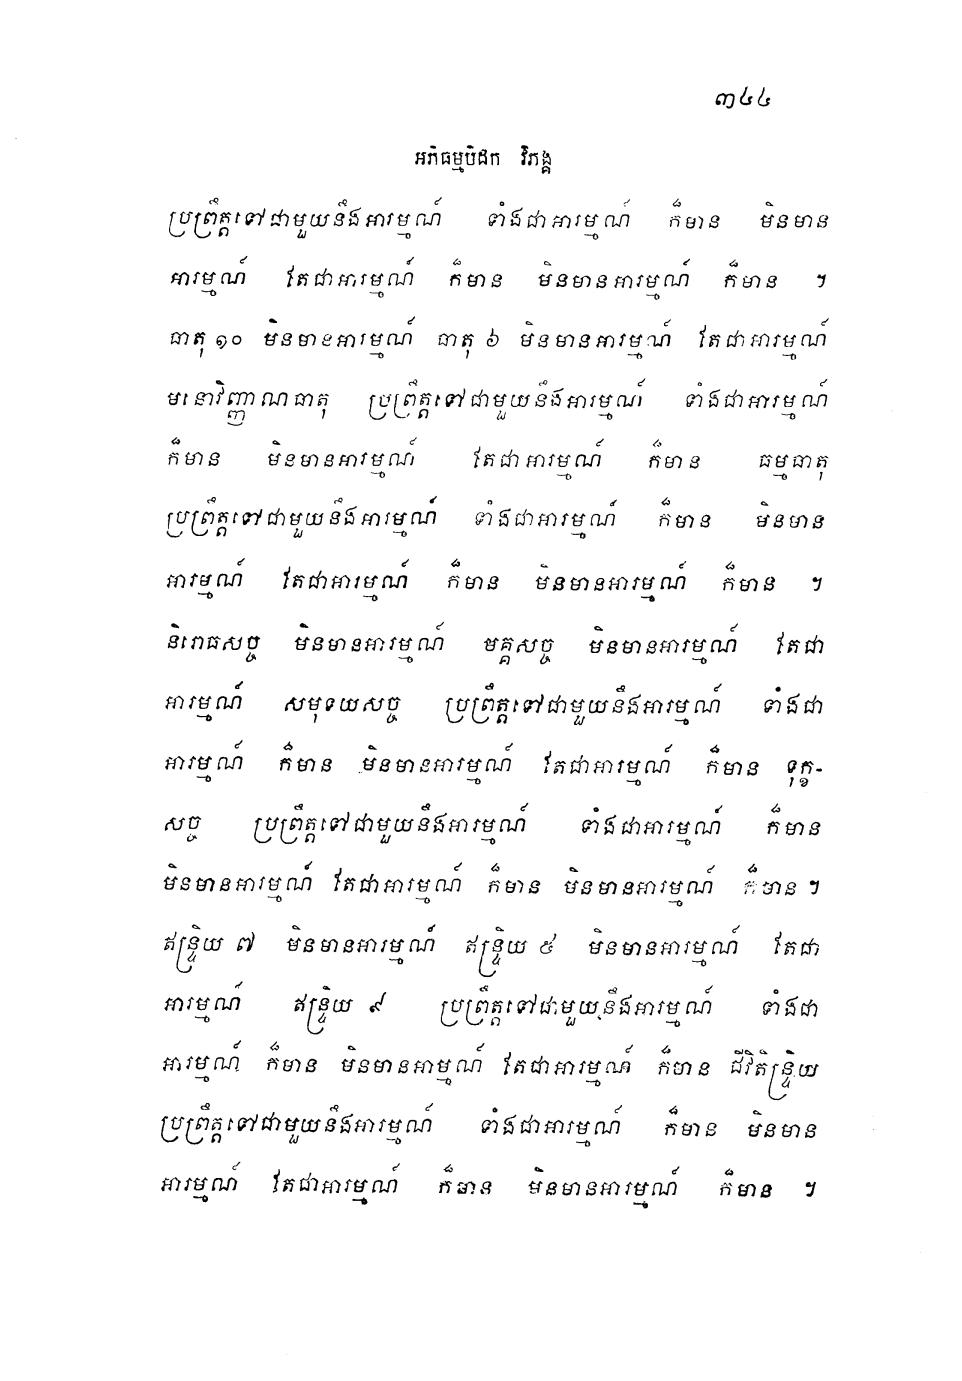 ៣៤៤
អភិធម្មបិដក វិភង្គ
ប្រព្រឹត្តទៅជាមួយនឹងអារម្មណ៍ ទាំងជាអារម្មណ៍ ក៏មាន មិនមាន
អារម្មណ៍ តែជាអារម្មណ៍ ក៏មាន មិនមានអារម្មណ៍ ក៏មាន ។
ធាតុ ១០ មិនមានអារម្មណ៍ ធាតុ ៦ មិនមានអារម្មណ៍ តែជាអារម្មណ៍
មនោវិញ្ញាណធាតុ ប្រព្រឹត្តទៅជាមួយនឹងអារម្មណ៍ ទាំងជាអារម្មណ៍
ក៏មាន មិនមានអារម្មណ៍ តែជាអារម្មណ៍ ក៏មាន ធម្មធាតុ
ប្រព្រឹត្តទៅជាមួយនឹងអារម្មណ៍ ទាំងជាអារម្មណ៍ ក៏មាន មិនមាន
អារម្មណ៍ តែជាអារម្មណ៍ ក៏មាន មិនមានអារម្មណ៍ ក៏មាន ។
និរោធសច្ច មិនមានអារម្មណ៍ មគ្គសច្ច មិនមានអារម្មណ៍ តែជា
អារម្មណ៍ សមុទយសច្ច ប្រព្រឹត្តទៅជាមួយនឹងអារម្មណ៍ ទាំងជា
អារម្មណ៍ ក៏មាន មិនមានអារម្មណ៍ តែជាអារម្មណ៍ ក៏មាន ទុក្ខ-
សច្ច ប្រព្រឹត្តទៅជាមួយនឹងអារម្មណ៍ ទាំងជាអារម្មណ៍ ក៏មាន
មិនមានអារម្មណ៍ តែជាអារម្មណ៍ ក៏មាន មិនមានអារម្មណ៍ ក៏មាន ។
ឥន្ទ្រិយ ៧ មិនមានអារម្មណ៍ ឥន្ទ្រិយ ៥ មិនមានអារម្មណ៍ តែជា
អារម្មណ៍ ឥន្ទ្រិយ ៩ ប្រព្រឹត្តទៅជាមួយនឹងអារម្មណ៍ ទាំងជា
អារម្មណ៍ ក៏មាន មិនមានអារម្មណ៍ តែជាអារម្មណ៍ ក៏មាន ជីវិតិន្ទ្រិយ
ប្រព្រឹត្តទៅជាមួយនឹងអារម្មណ៍ ទាំងជាអារម្មណ៍ ក៏មាន មិនមាន
អារម្មណ៍ តែជាអារម្មណ៍ ក៏មាន មិនមានអារម្មណ៍ ក៏មាន ។